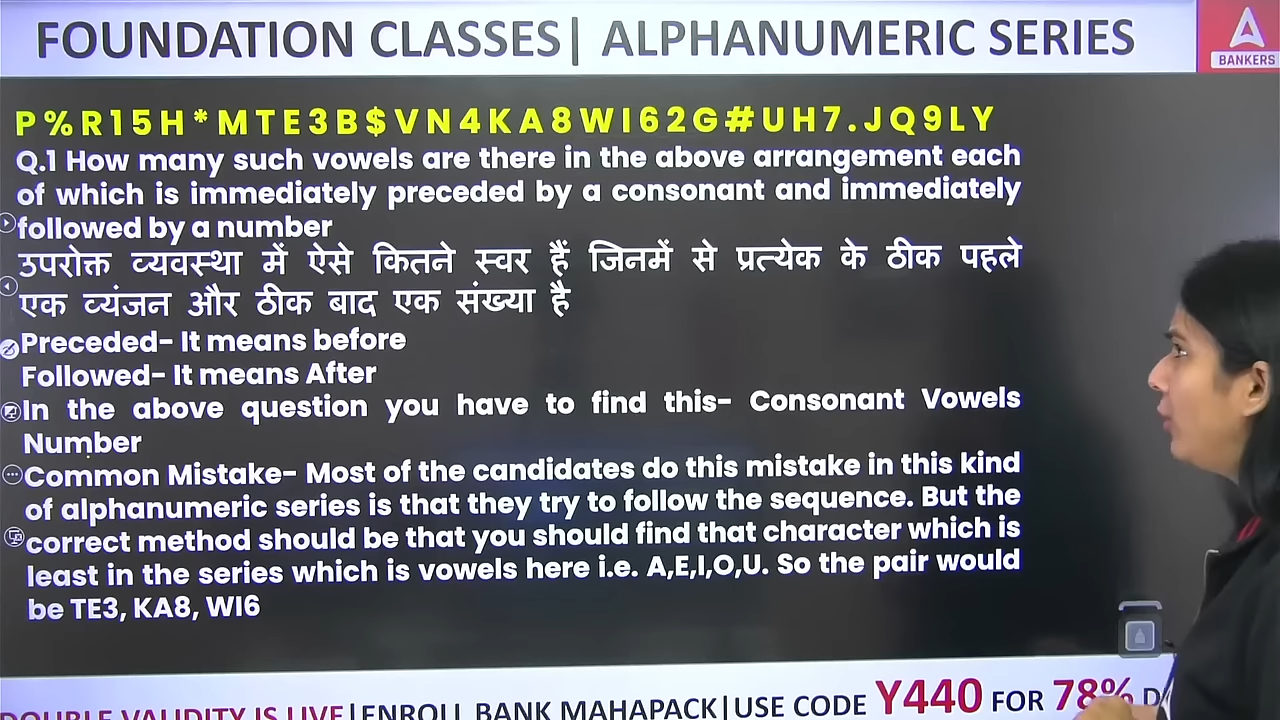 FOUNDATION CLASSES| ALPHANUMERIC SERIES
BANKERS
P%R15H*MTE3B$VN4KA8WI62G#UH7.JQ9LY
Q.1 How many such vowels are there in the above arrangement each
of which is immediately preceded by a consonant and immediately
followed by a number
उपरोक्त व्यवस्था में ऐसे कितने स्वर हैं जिनमें से प्रत्येक के ठीक पहले
एक व्यंजन और ठीक बाद एक संख्या है
Preceded- It means before
Followed- It means After
In the above question you have to find this- Consonant Vowels
Number
Common Mistake- Most of the candidates do this mistake in this kind
of alphanumeric series is that they try to follow the sequence. But the
correct method should be that you should find that character which is
least in the series which is vowels here i.e. A,E,I,O,U. So the pair would
be TE3, KA8, WI6
DOUBLE VALIDITY IS LIVE|ENROLL BANK MAHAPACK|USE CODE Y440 FOR 78%